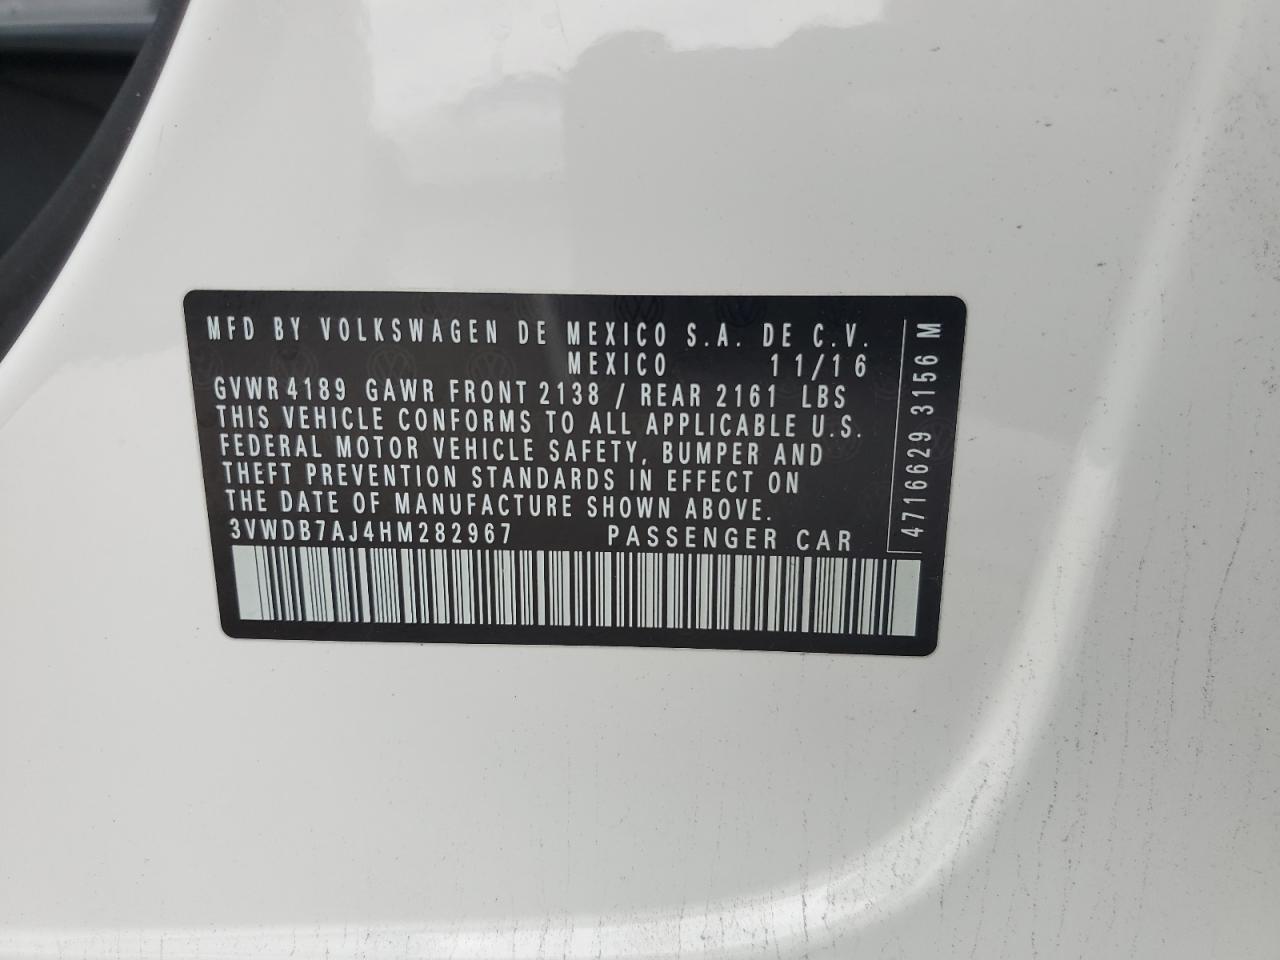 MFD BY VOLKSWAGEN DE MEXICO S.A. DE C.V.
MEXICO 11/16
GVWR 4189 GAWR FRONT 2138 / REAR 2161 LBS
THIS VEHICLE CONFORMS TO ALL APPLICABLE U.S.
FEDERAL MOTOR VEHICLE SAFETY, BUMPER AND
THEFT PREVENTION STANDARDS IN EFFECT ON
THE DATE OF MANUFACTURE SHOWN ABOVE.
3VWDB7AJ4HM282967 PASSENGER CAR
4716629 3156 M